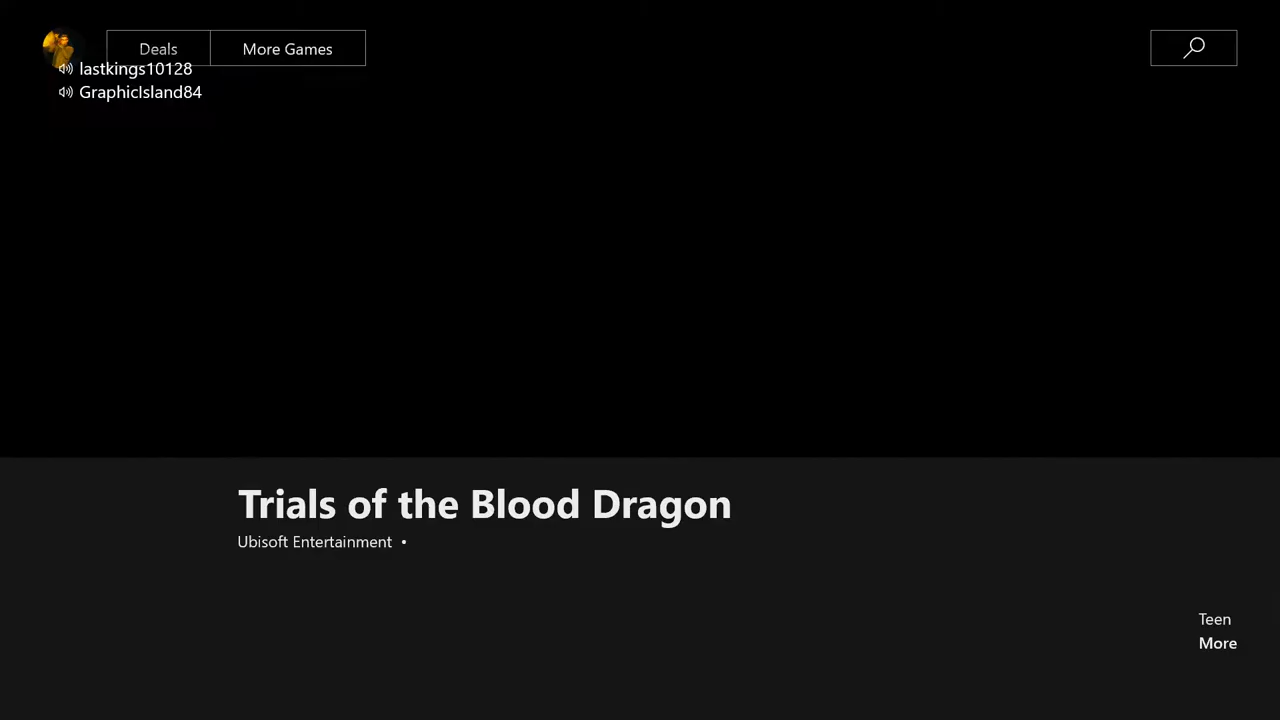 Deals
More Games
lastkings10128
GraphicIsland84
Trials of the Blood Dragon
Ubisoft Entertainment •
Teen
More